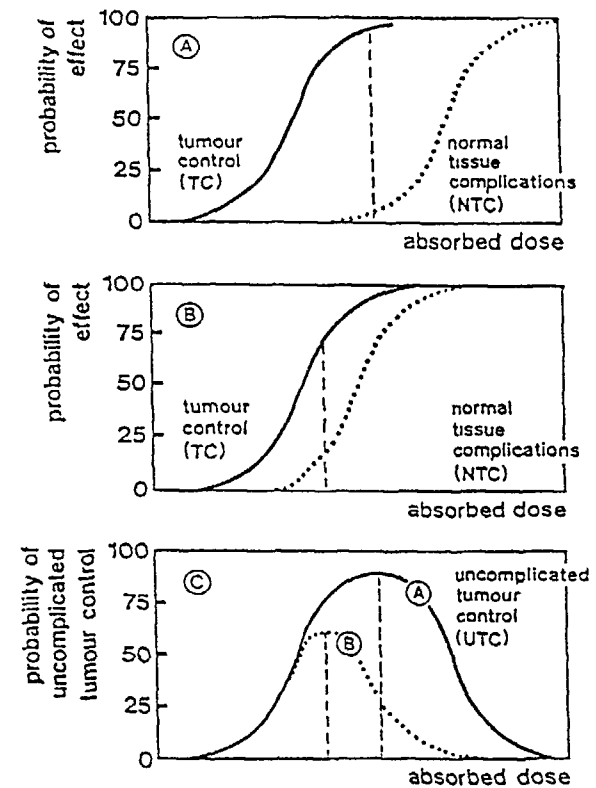 probability of
effect
100
75
50
25
0
A
tumour
control
(TC)
normal
tissue
complications
(NTC)
absorbed dose
probability of
effect
100
75
50
25
0
B
tumour
control
(TC)
normal
tissue
complications
(NTC)
absorbed dose
probability of
uncomplicated
tumour control
100
75
50
25
0
C
A
B
uncomplicated
tumour
control
(UTC)
absorbed dose